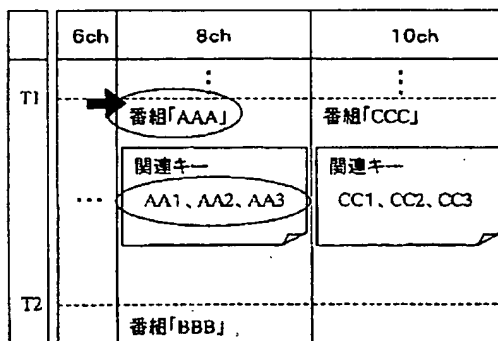 6ch 8ch 10ch
T1
番組「AAA」 番組「CCC」
関連キー 関連キー
… AA1、AA2、AA3 CC1、CC2、CC3
T2
番組「BBB」